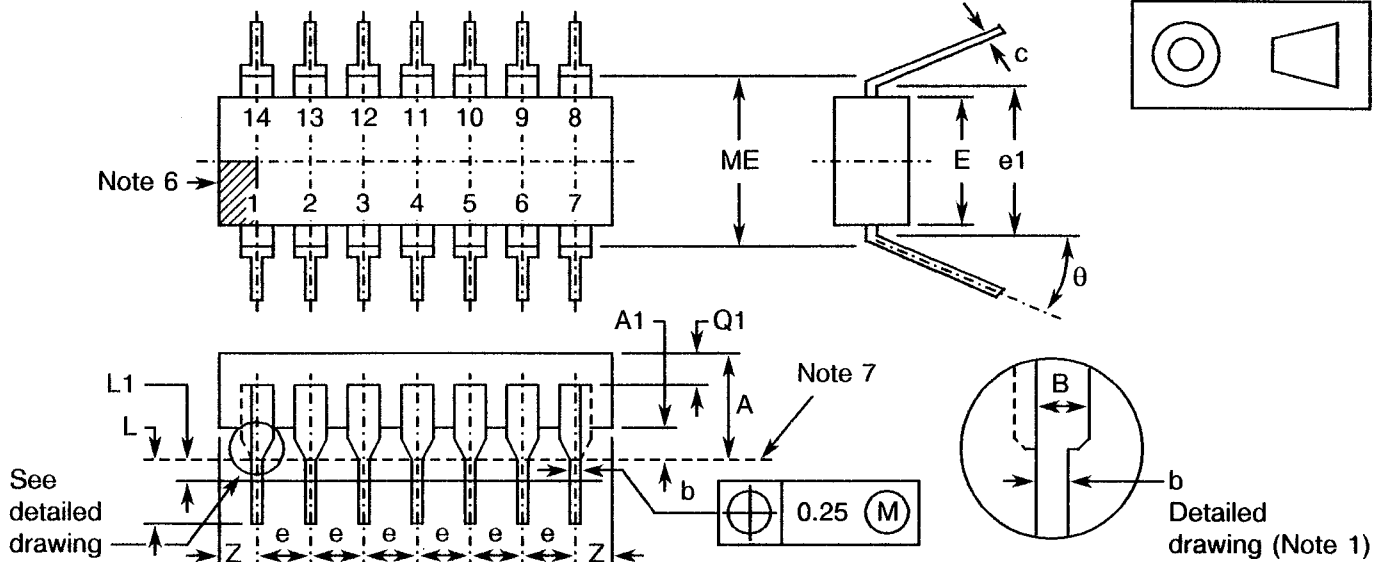 14 13 12 11 10 9 8
Note 6
1 2 3 4 5 6 7
ME
c
E
e1
θ
A1
Q1
L1
L
A
Note 7
b
0.25 M
See
detailed
drawing
Z e e e e e e Z
B
b
Detailed
drawing (Note 1)